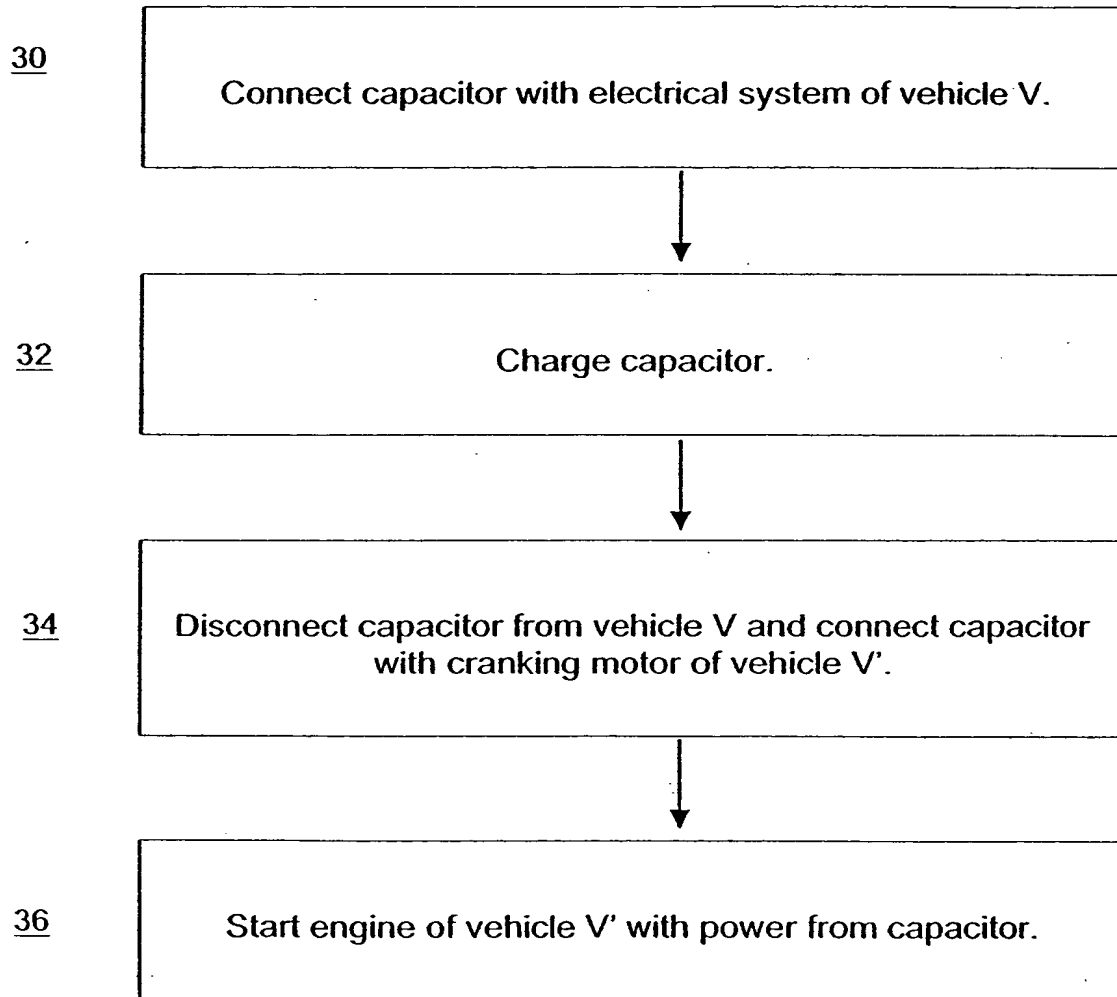 30
Connect capacitor with electrical system of vehicle V.
32
Charge capacitor.
34
Disconnect capacitor from vehicle V and connect capacitor
with cranking motor of vehicle V'.
36
Start engine of vehicle V' with power from capacitor.